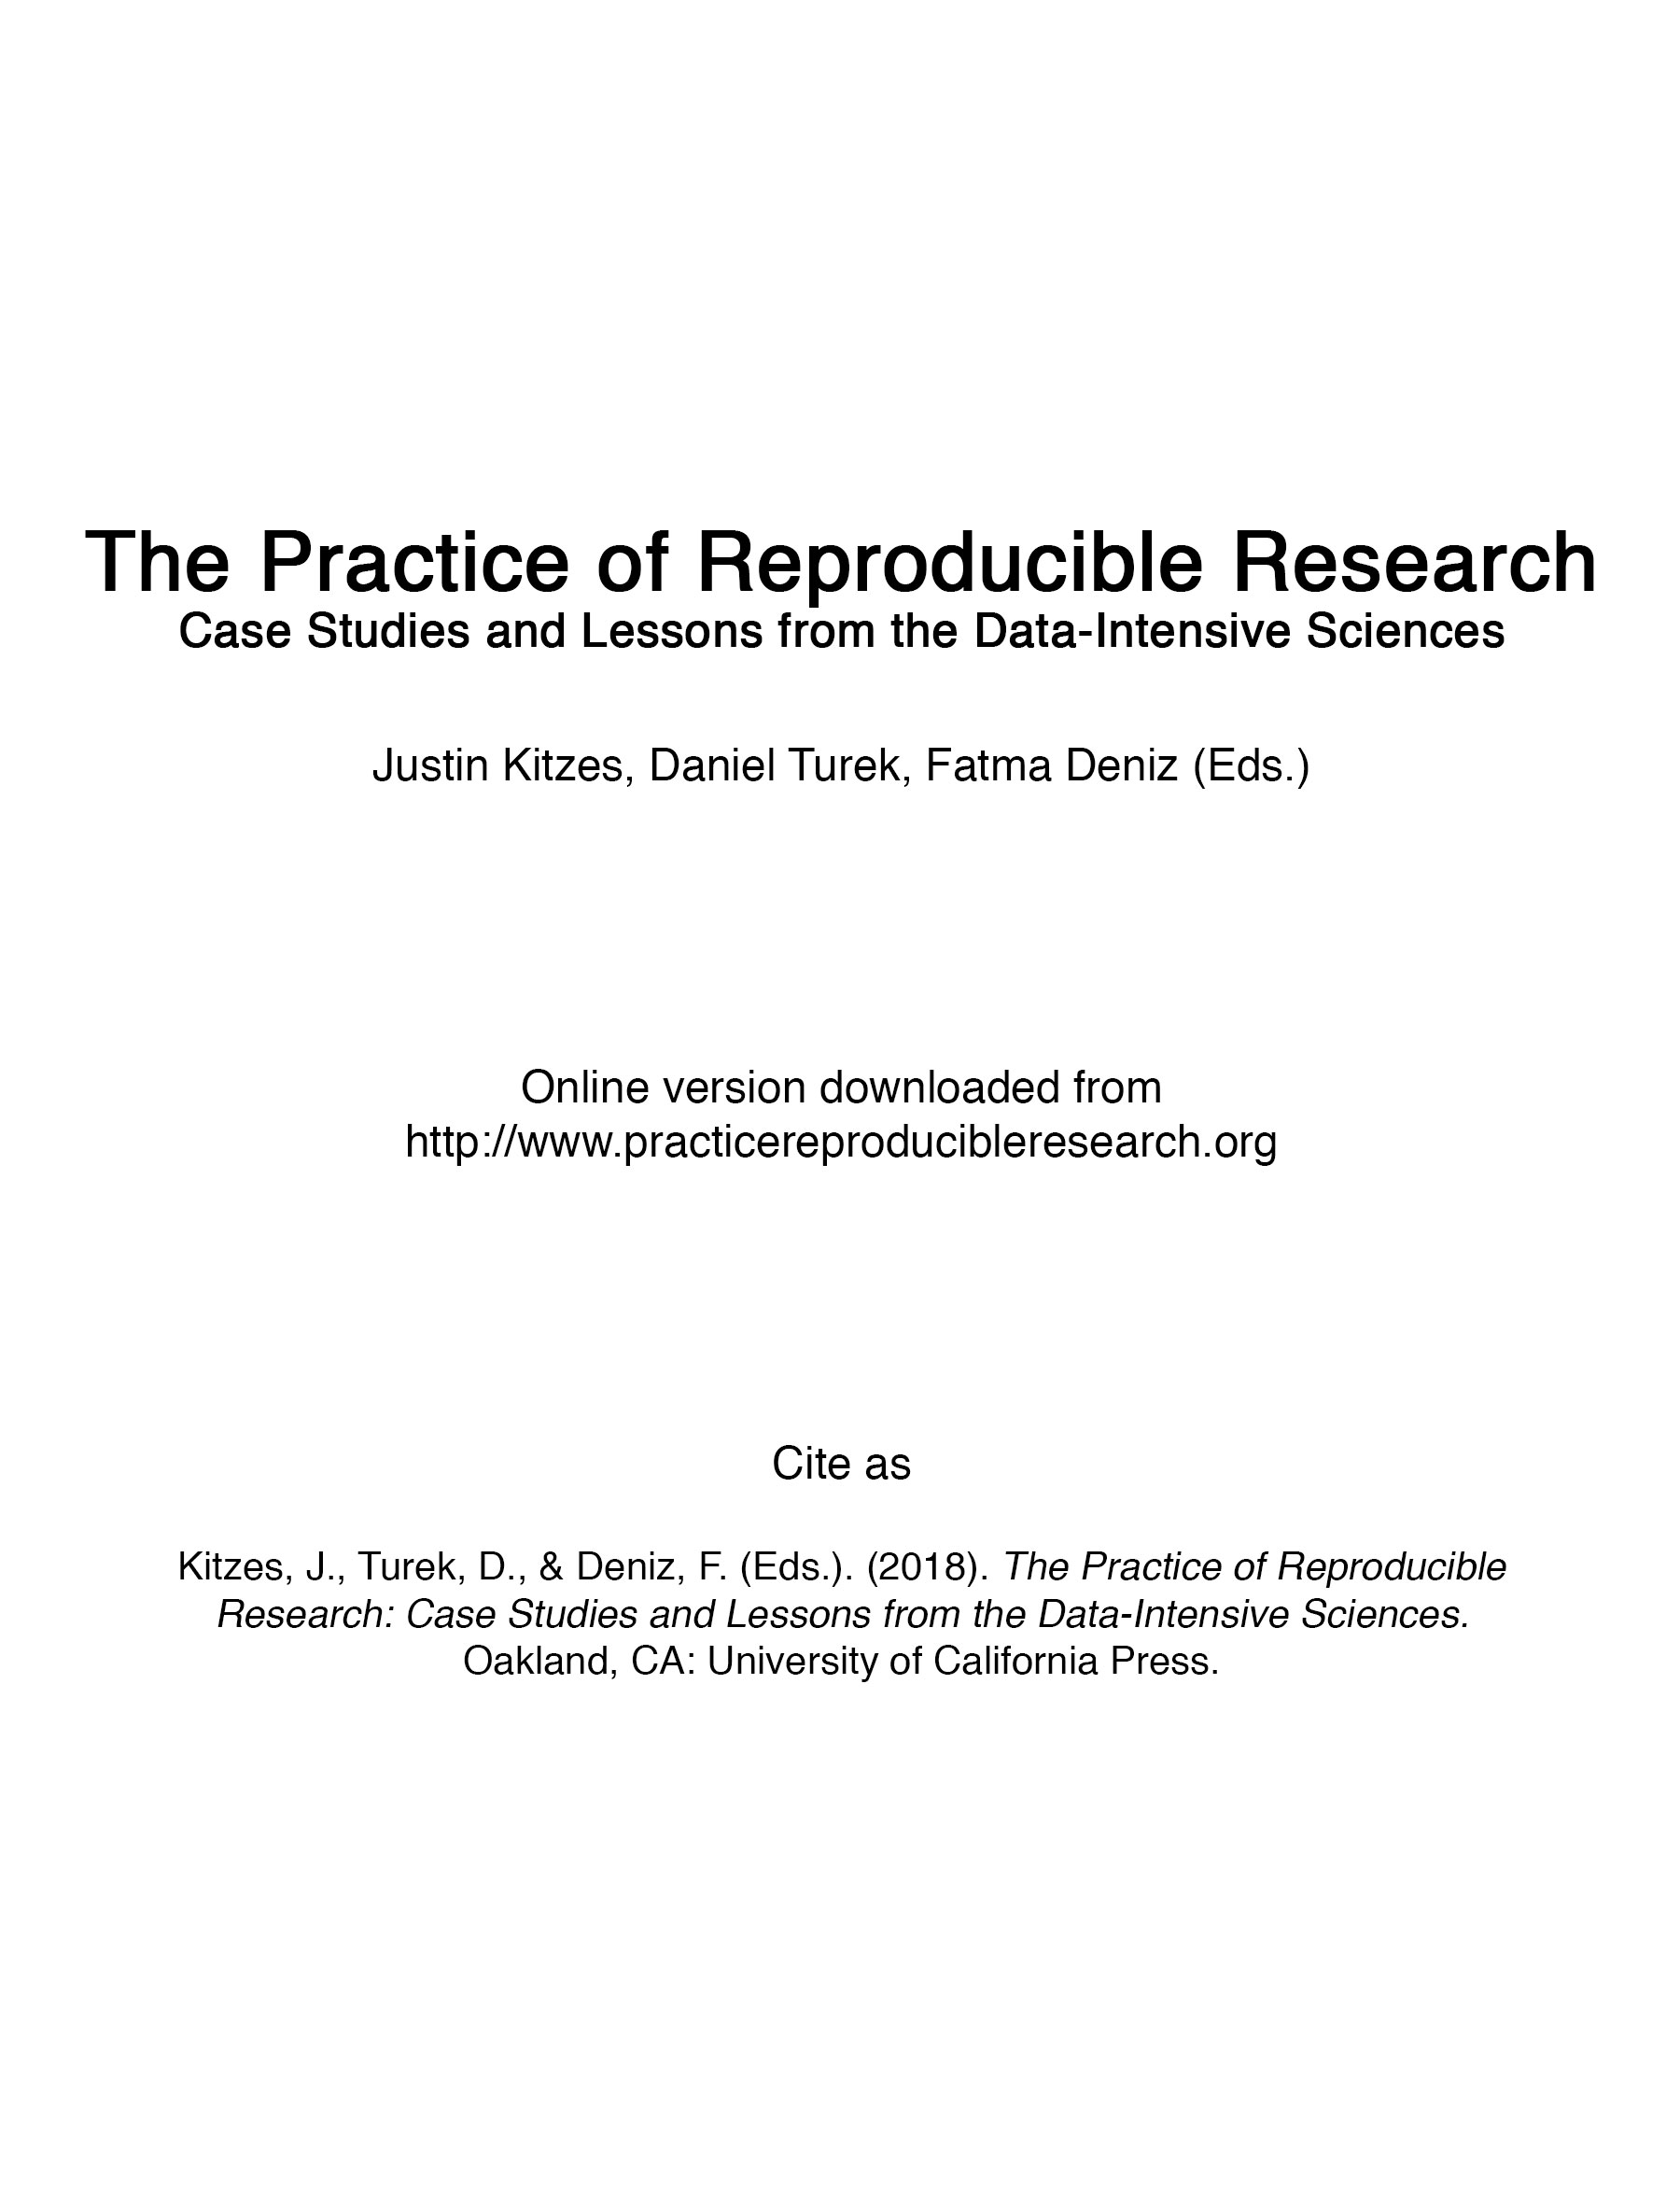 The Practice of Reproducible Research
Case Studies and Lessons from the Data-Intensive Sciences
Justin Kitzes, Daniel Turek, Fatma Deniz (Eds.)
Online version downloaded from
http://www.practicereproducibleresearch.org
Cite as
Kitzes, J., Turek, D., & Deniz, F. (Eds.). (2018). The Practice of Reproducible
Research: Case Studies and Lessons from the Data-Intensive Sciences.
Oakland, CA: University of California Press.